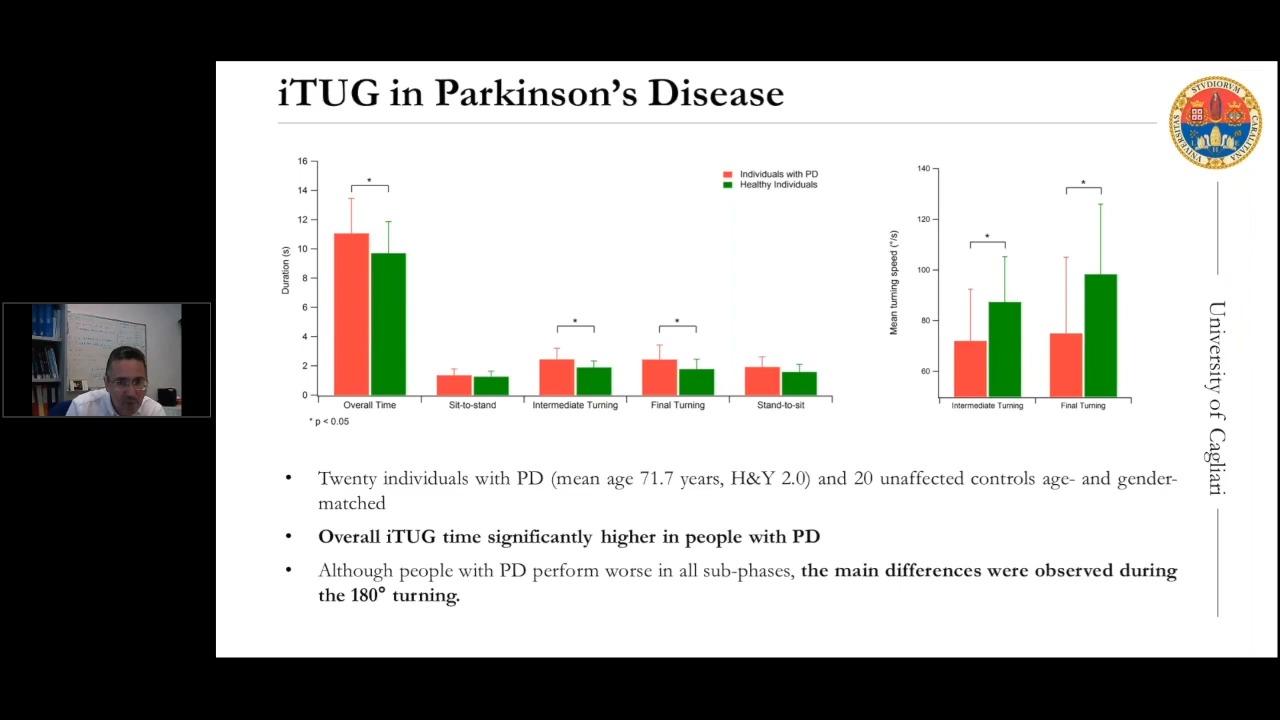 iTUG in Parkinson's Disease
16
14
12
10
8
6
4
2
0
Duration (s)
*
*
*
Individuals with PD
Healthy Individuals
Overall Time
Sit-to-stand
Intermediate Turning
Final Turning
Stand-to-sit
* p < 0.05
140
120
100
80
60
Mean turning speed (°/s)
*
*
Intermediate Turning
Final Turning
University of Cagliari
• Twenty individuals with PD (mean age 71.7 years, H&Y 2.0) and 20 unaffected controls age- and gender-
matched
• Overall iTUG time significantly higher in people with PD
• Although people with PD perform worse in all sub-phases, the main differences were observed during
the 180° turning.